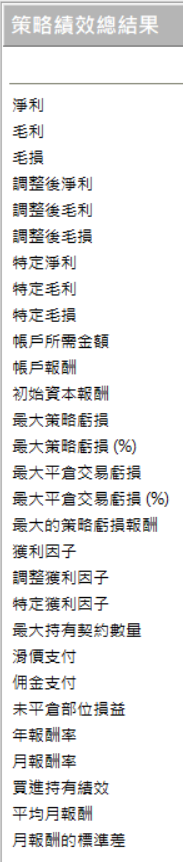 策略績效總結果
淨利
毛利
毛損
調整後淨利
調整後毛利
調整後毛損
特定淨利
特定毛利
特定毛損
帳戶所需金額
帳戶報酬
初始資本報酬
最大策略虧損
最大策略虧損 (%)
最大平倉交易虧損
最大平倉交易虧損 (%)
最大的策略虧損報酬
獲利因子
調整獲利因子
特定獲利因子
最大持有契約數量
滑價支付
佣金支付
未平倉部位損益
年報酬率
月報酬率
買進持有績效
平均月報酬
月報酬的標準差